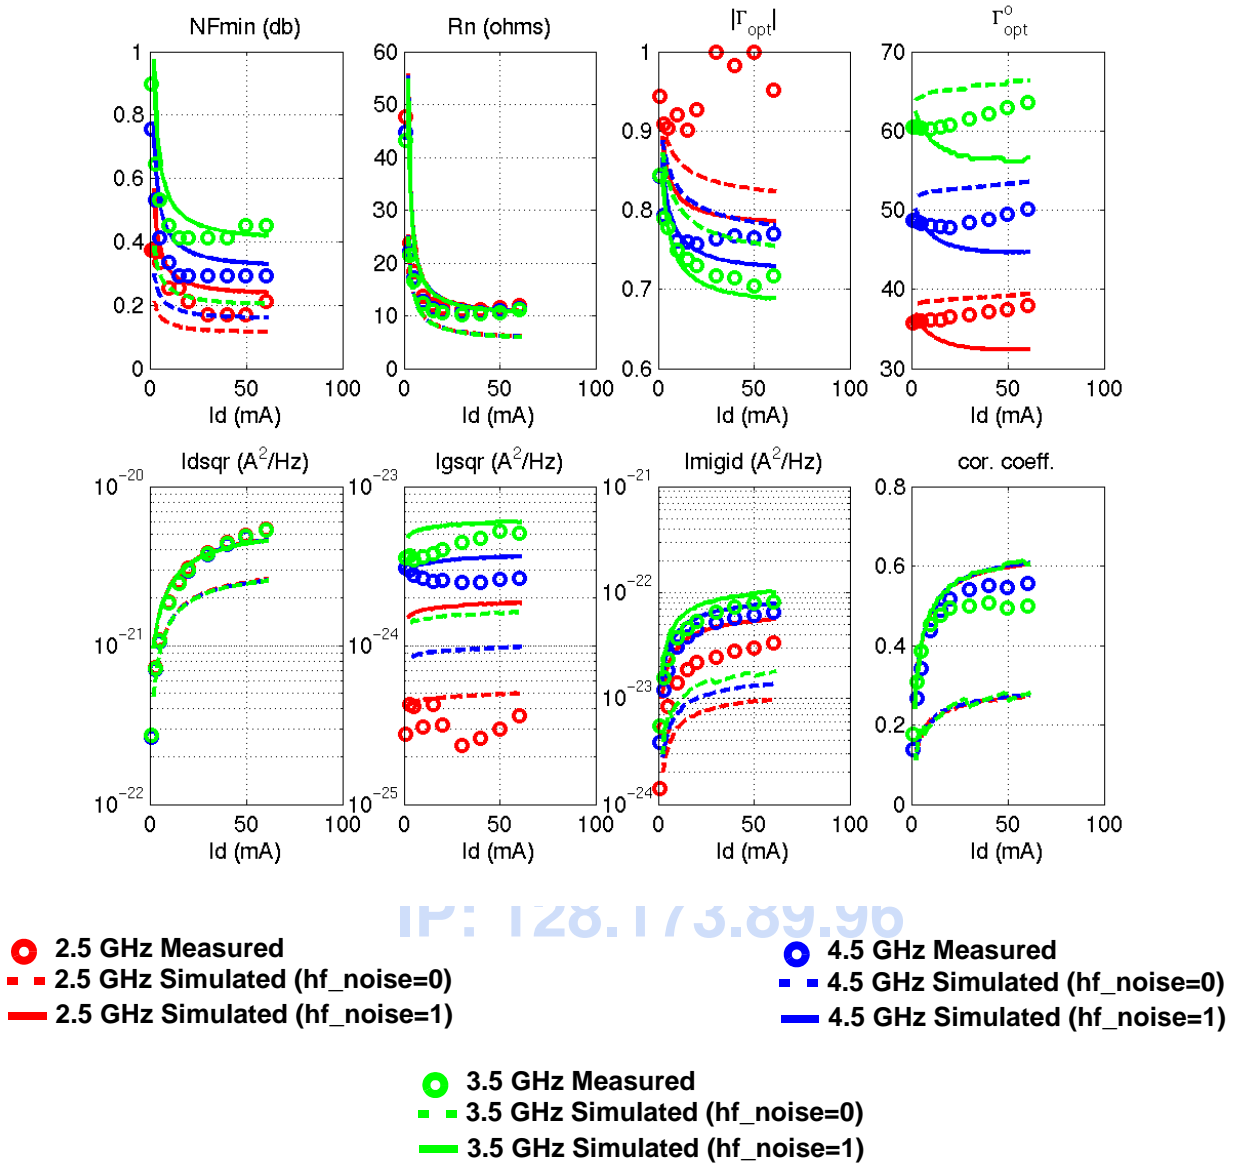 NFmin (db) Rn (ohms) |Γopt| Γopt^o
1 60 1 70
0.8 50 0.9 60
0.6 40 0.8 50
0.4 30 0.7 40
0.2 20 0.6 30
0 10
0
0 50 100 0 50 100 0 50 100 0 50 100
Id (mA) Id (mA) Id (mA) Id (mA)
Idsqr (A^2/Hz) Igsqr (A^2/Hz) Imigid (A^2/Hz) cor. coeff.
10^-20 10^-23 10^-21 0.8
10^-22 0.6
10^-21 10^-24 0.4
10^-23 0.2
10^-22 10^-25 10^-24 0
0 50 100 0 50 100 0 50 100 0 50 100
Id (mA) Id (mA) Id (mA) Id (mA)
IP: 128.173.89.96
2.5 GHz Measured
2.5 GHz Simulated (hf_noise=0)
2.5 GHz Simulated (hf_noise=1)
4.5 GHz Measured
4.5 GHz Simulated (hf_noise=0)
4.5 GHz Simulated (hf_noise=1)
3.5 GHz Measured
3.5 GHz Simulated (hf_noise=0)
3.5 GHz Simulated (hf_noise=1)